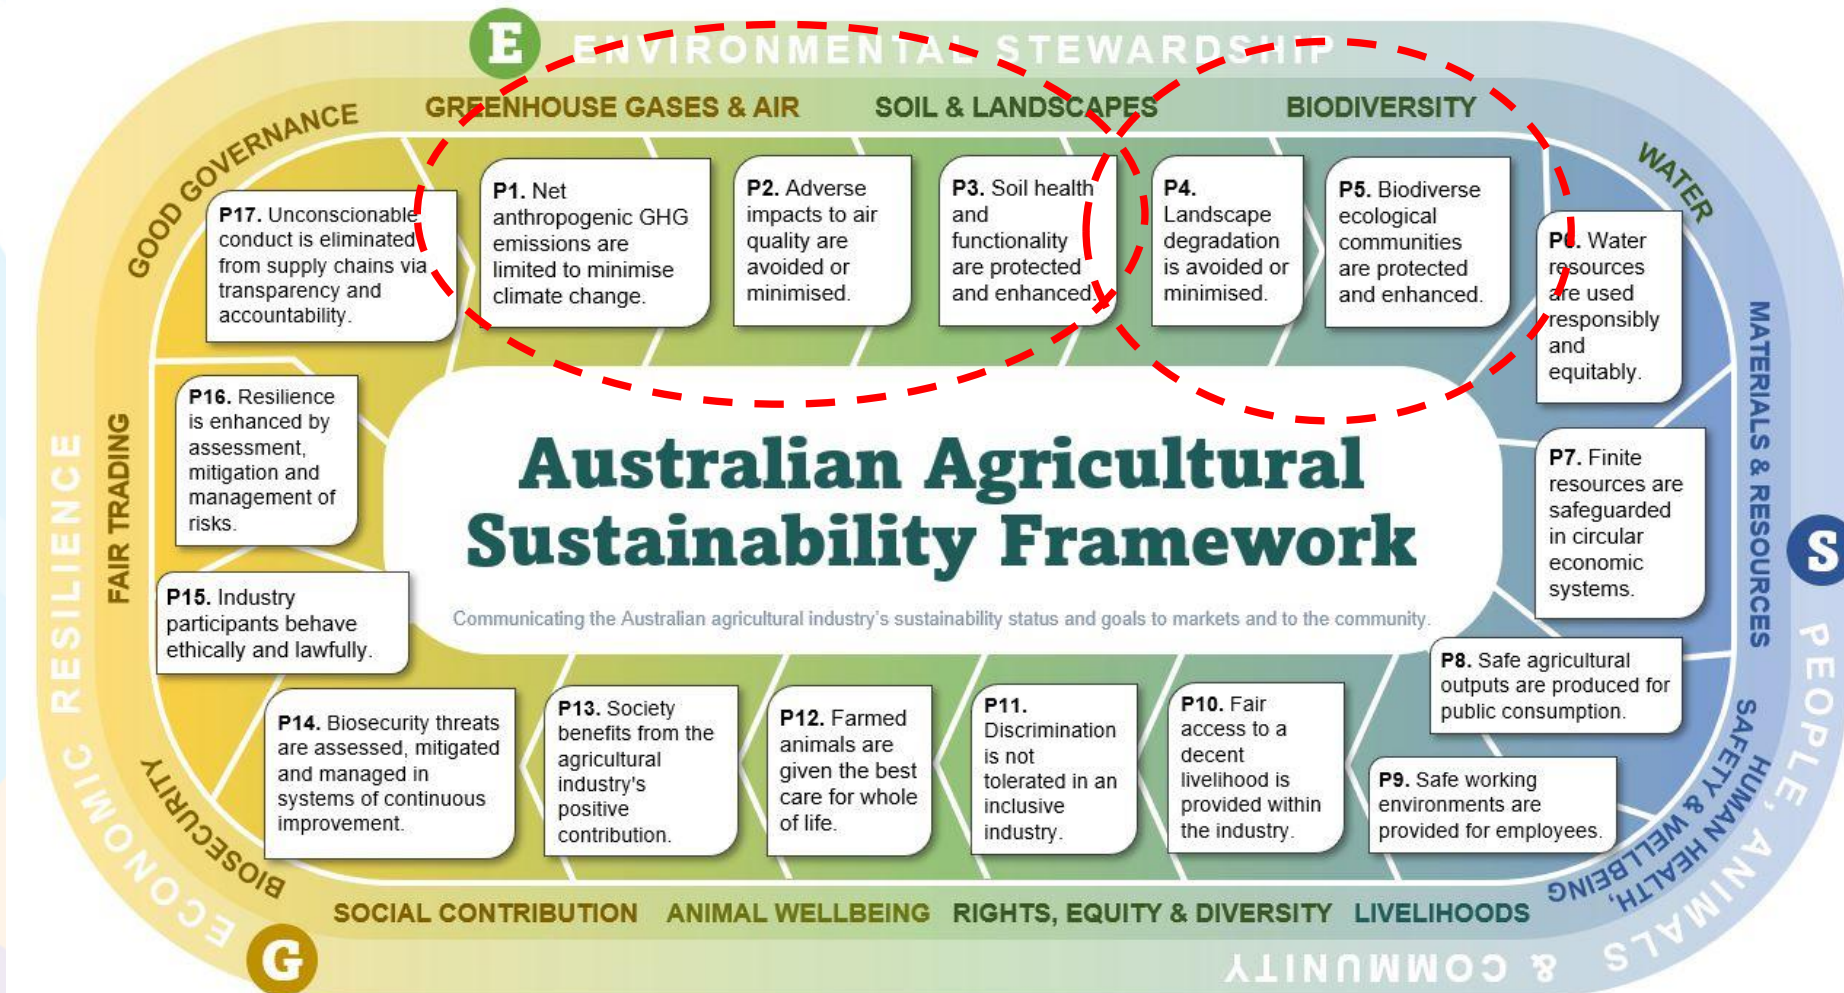 E
ENVIRONMENTAL STEWARDSHIP
GREENHOUSE GASES & AIR
SOIL & LANDSCAPES
BIODIVERSITY
WATER
MATERIALS & RESOURCES
S
PEOPLE, ANIMALS & COMMUNITY
HUMAN HEALTH,
SAFETY & WELLBEING
LIVELIHOODS
RIGHTS, EQUITY & DIVERSITY
ANIMAL WELLBEING
SOCIAL CONTRIBUTION
G
ECONOMIC RESILIENCE
BIOSECURITY
FAIR TRADING
GOOD GOVERNANCE
P1. Net
anthropogenic GHG
emissions are
limited to minimise
climate change.
P2. Adverse
impacts to air
quality are
avoided or
minimised.
P3. Soil health
and
functionality
are protected
and enhanced.
P4.
Landscape
degradation
is avoided or
minimised.
P5. Biodiverse
ecological
communities
are protected
and enhanced.
P6. Water
resources
are used
responsibly
and
equitably.
P7. Finite
resources are
safeguarded
in circular
economic
systems.
P8. Safe agricultural
outputs are produced for
public consumption.
P9. Safe working
environments are
provided for employees.
P10. Fair
access to a
decent
livelihood is
provided within
the industry.
P11.
Discrimination
is not
tolerated in an
inclusive
industry.
P12. Farmed
animals are
given the best
care for whole
of life.
P13. Society
benefits from the
agricultural
industry's
positive
contribution.
P14. Biosecurity threats
are assessed, mitigated
and managed in
systems of continuous
improvement.
P15. Industry
participants behave
ethically and lawfully.
P16. Resilience
is enhanced by
assessment,
mitigation and
management of
risks.
P17. Unconscionable
conduct is eliminated
from supply chains via
transparency and
accountability.
Australian Agricultural
Sustainability Framework
Communicating the Australian agricultural industry's sustainability status and goals to markets and to the community.